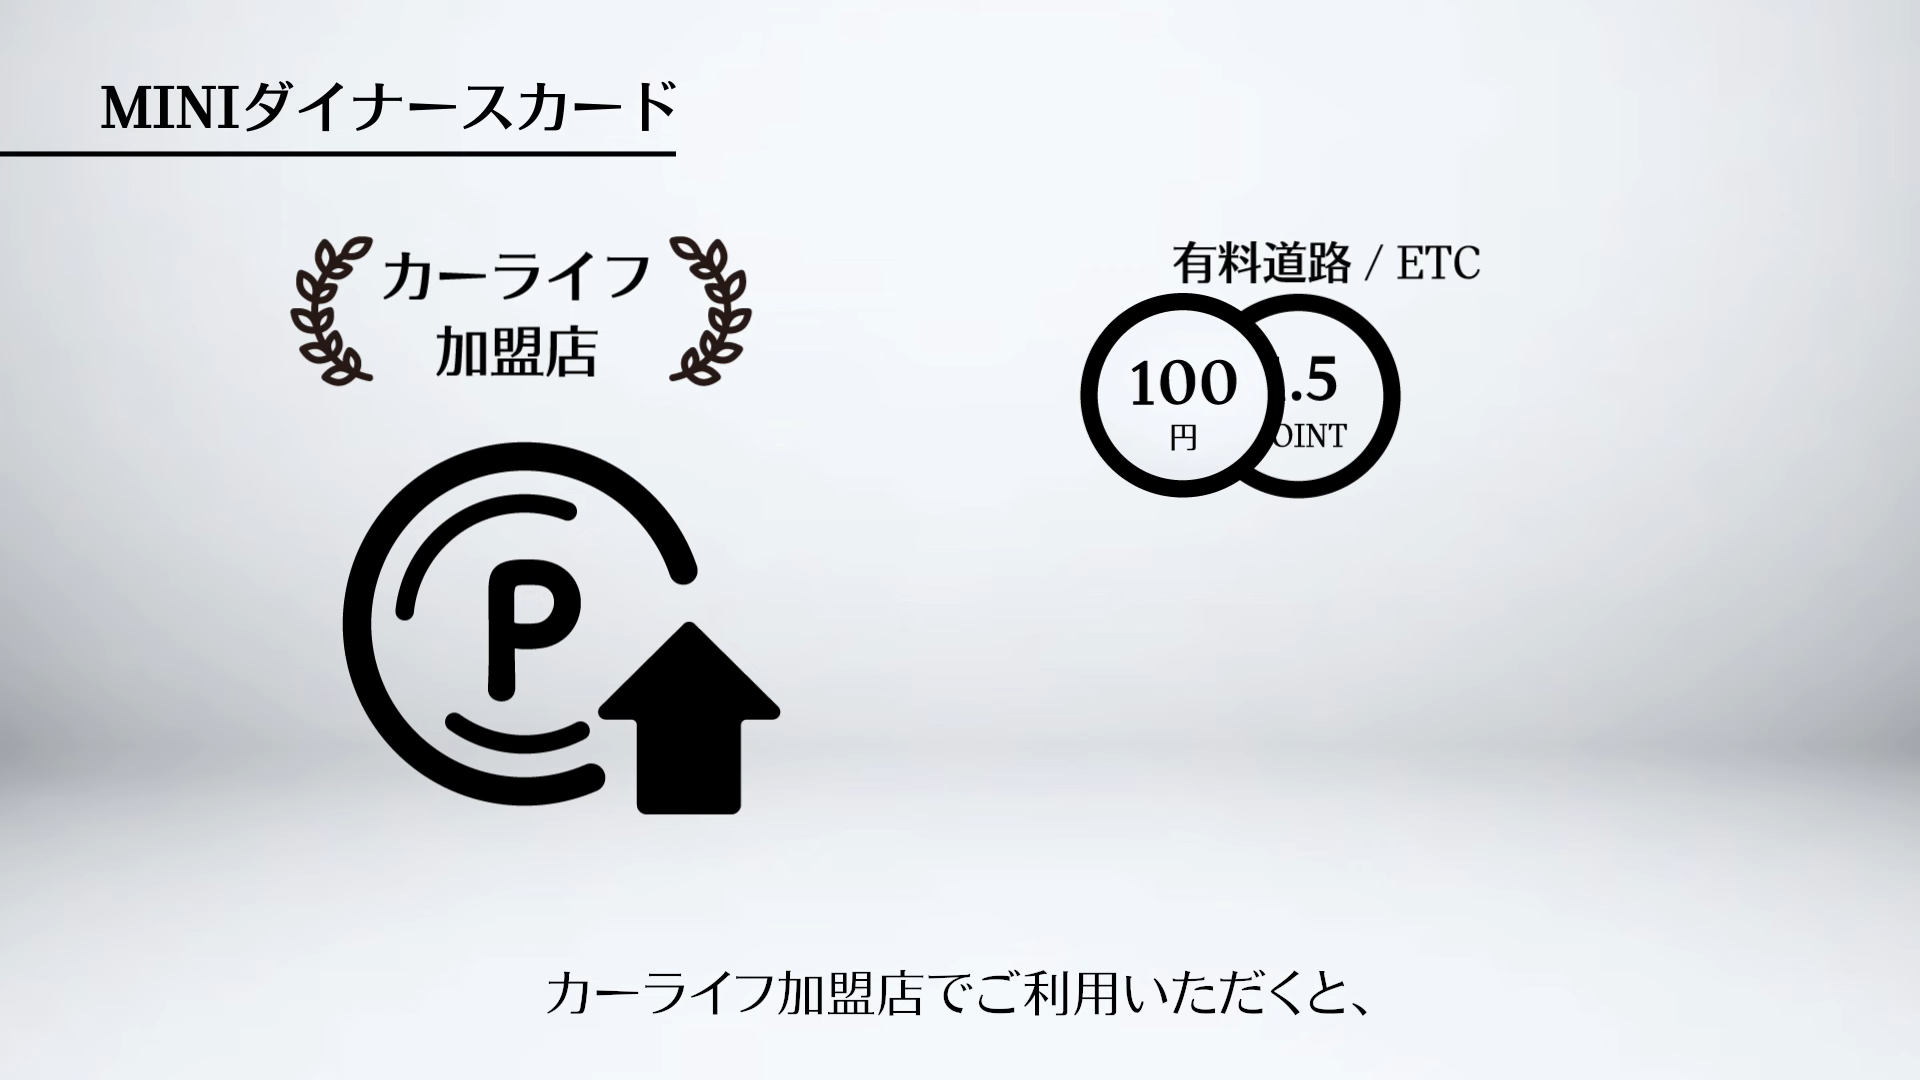 MINIダイナースカード
カーライフ
加盟店
P
有料道路 / ETC
100
円
.5
OINT
カーライフ加盟店でご利用いただくと、